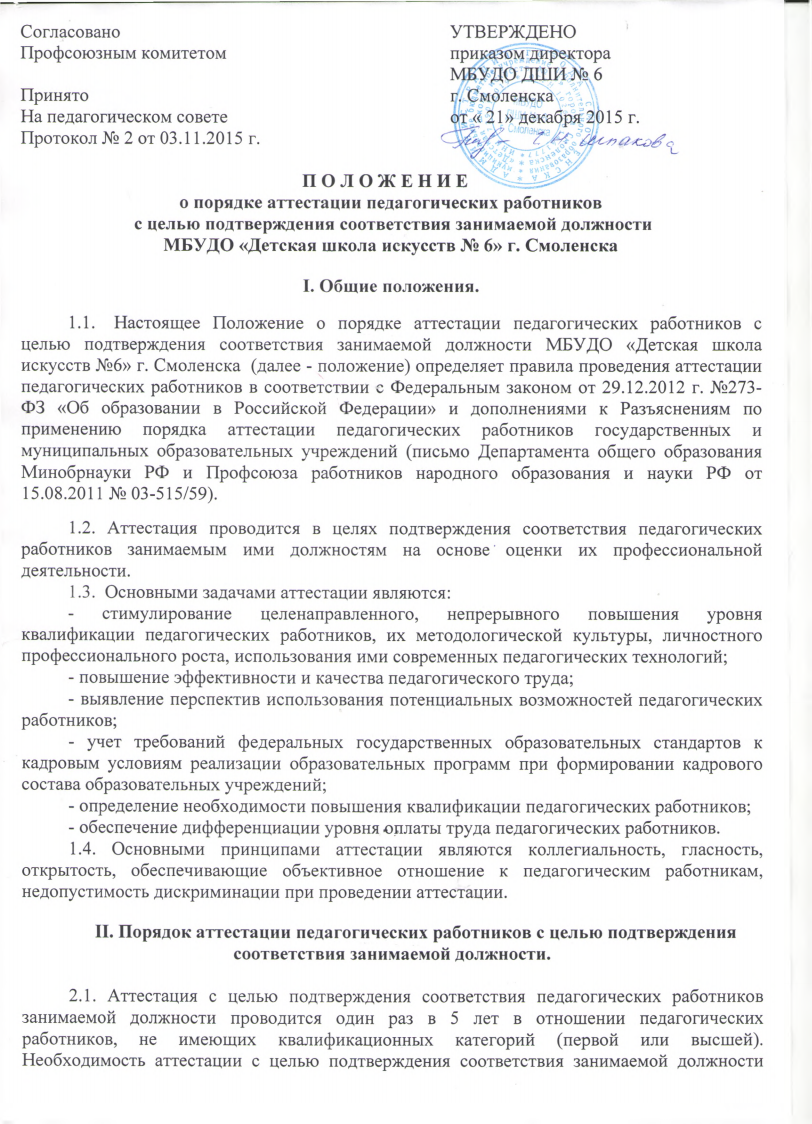 Согласовано
Профсоюзным комитетом
Принято
На педагогическом совете
Протокол № 2 от 03.11.2015 г.
УТВЕРЖДЕНО
приказом директора
МБУДО ДШИ № 6
г. Смоленска
от « 21» декабря 2015 г.
Шпакова
П О Л О Ж Е Н И Е
о порядке аттестации педагогических работников
с целью подтверждения соответствия занимаемой должности
МБУДО «Детская школа искусств № 6» г. Смоленска
I. Общие положения.
1.1. Настоящее Положение о порядке аттестации педагогических работников с
целью подтверждения соответствия занимаемой должности МБУДО «Детская школа
искусств №6» г. Смоленска (далее - положение) определяет правила проведения аттестации
педагогических работников в соответствии с Федеральным законом от 29.12.2012 г. №273-
ФЗ «Об образовании в Российской Федерации» и дополнениями к Разъяснениям по
применению порядка аттестации педагогических работников государственных и
муниципальных образовательных учреждений (письмо Департамента общего образования
Минобрнауки РФ и Профсоюза работников народного образования и науки РФ от
15.08.2011 № 03-515/59).
1.2. Аттестация проводится в целях подтверждения соответствия педагогических
работников занимаемым ими должностям на основе оценки их профессиональной
деятельности.
1.3. Основными задачами аттестации являются:
- стимулирование целенаправленного, непрерывного повышения уровня
квалификации педагогических работников, их методологической культуры, личностного
профессионального роста, использования ими современных педагогических технологий;
- повышение эффективности и качества педагогического труда;
- выявление перспектив использования потенциальных возможностей педагогических
работников;
- учет требований федеральных государственных образовательных стандартов к
кадровым условиям реализации образовательных программ при формировании кадрового
состава образовательных учреждений;
- определение необходимости повышения квалификации педагогических работников;
- обеспечение дифференциации уровня оплаты труда педагогических работников.
1.4. Основными принципами аттестации являются коллегиальность, гласность,
открытость, обеспечивающие объективное отношение к педагогическим работникам,
недопустимость дискриминации при проведении аттестации.
II. Порядок аттестации педагогических работников с целью подтверждения
соответствия занимаемой должности.
2.1. Аттестация с целью подтверждения соответствия педагогических работников
занимаемой должности проводится один раз в 5 лет в отношении педагогических
работников, не имеющих квалификационных категорий (первой или высшей).
Необходимость аттестации с целью подтверждения соответствия занимаемой должности